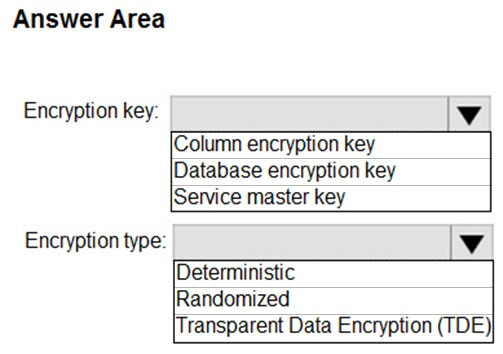 Answer Area
Encryption key:
Column encryption key
Database encryption key
Service master key
Encryption type:
Deterministic
Randomized
Transparent Data Encryption (TDE)